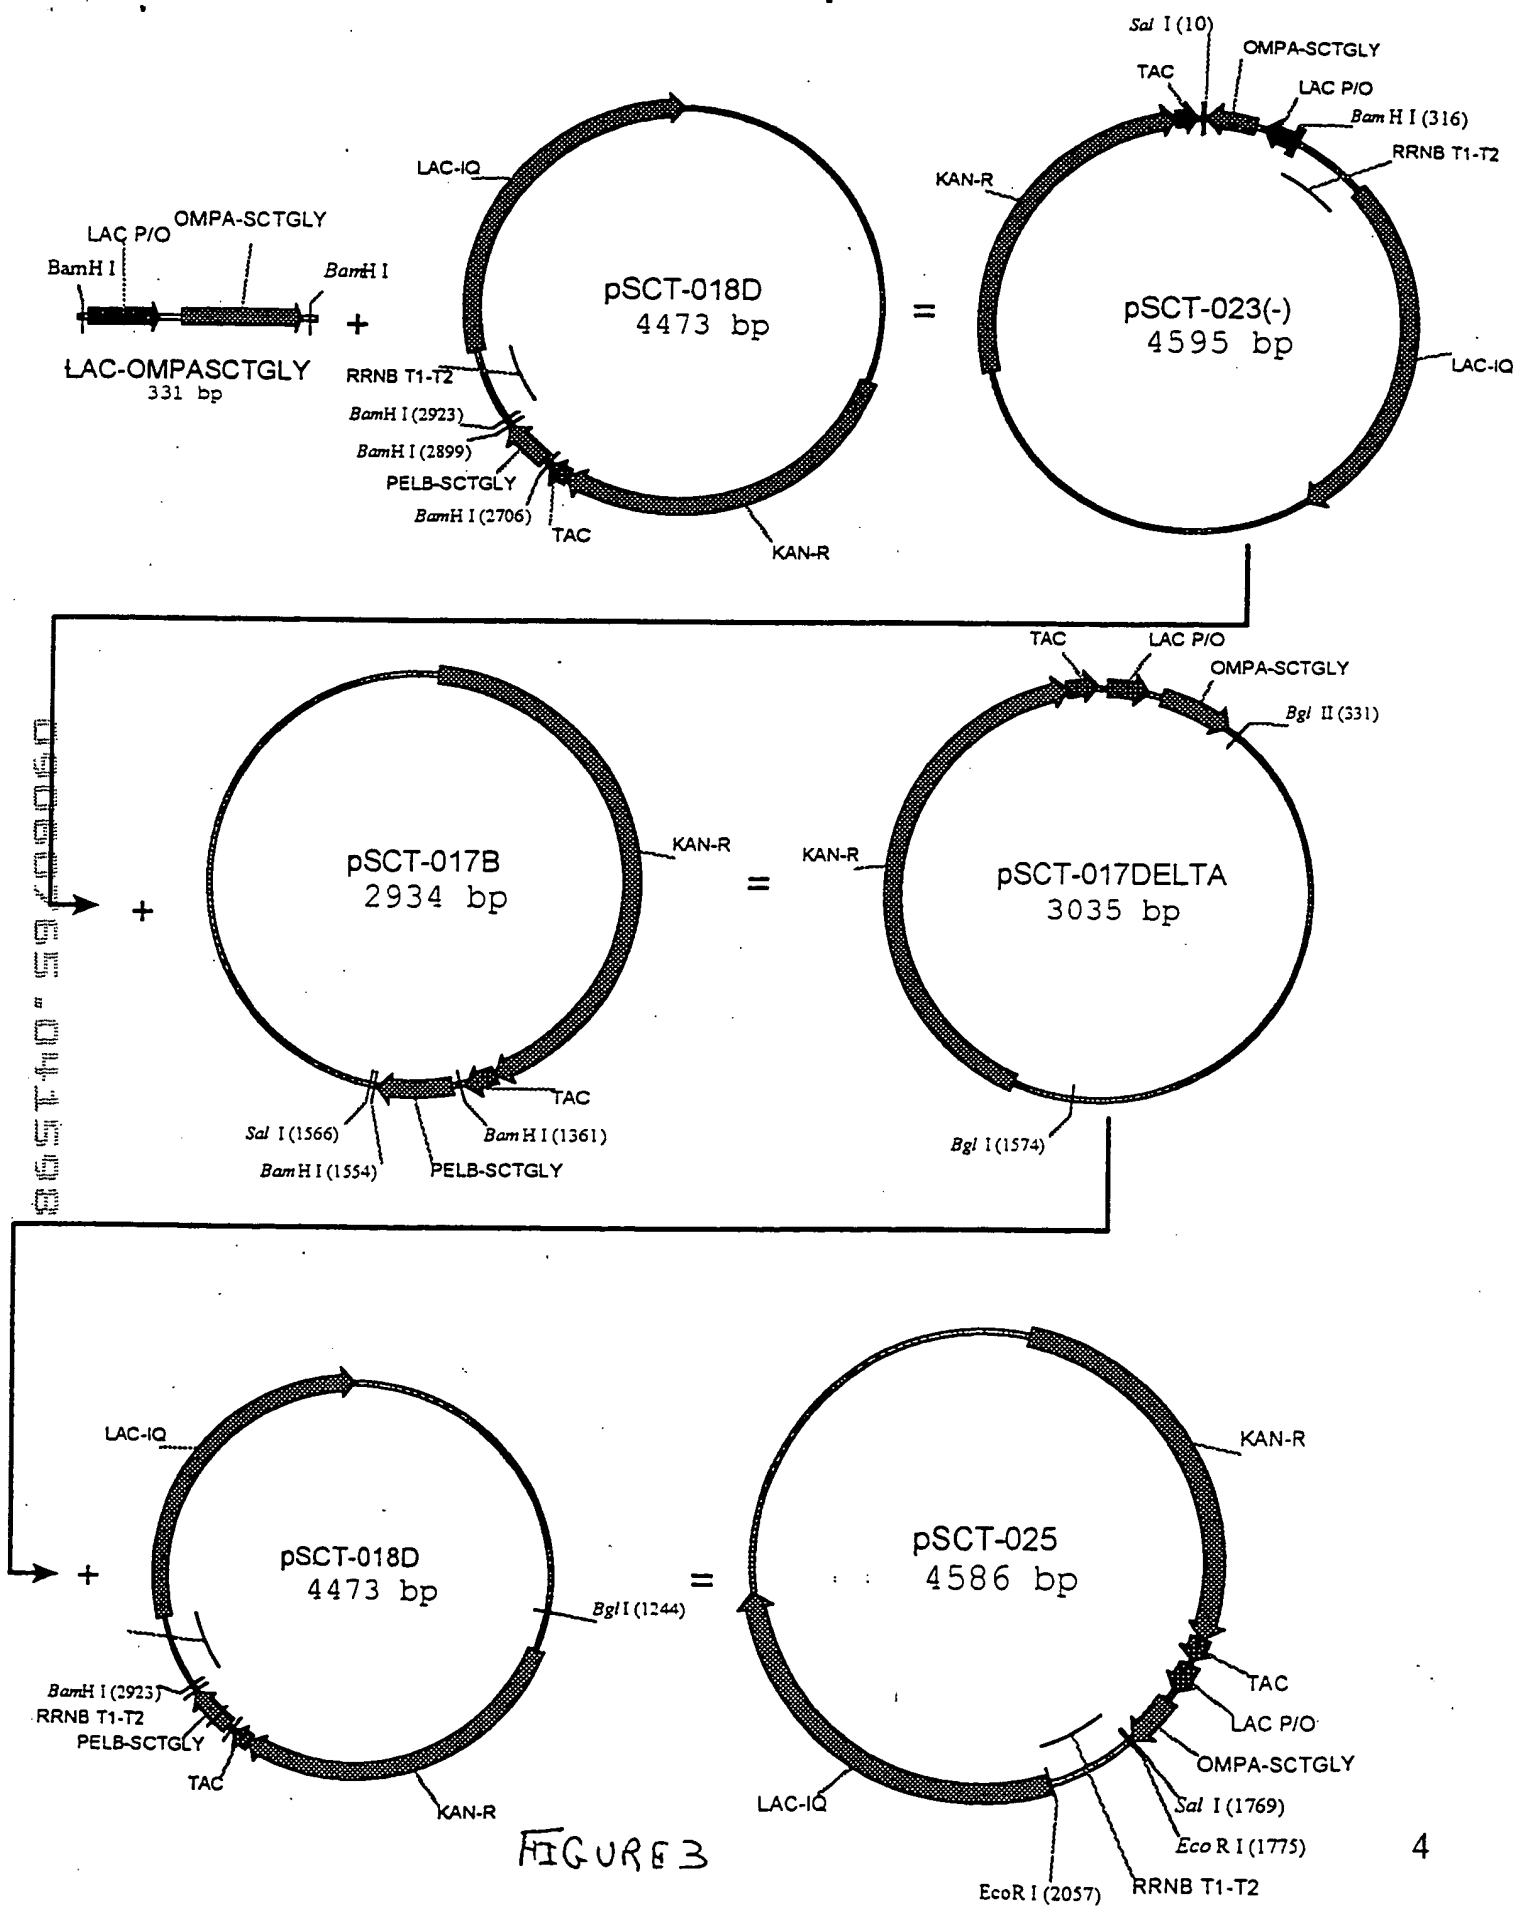 Sal I (10)
OMPA-SCTGLY
TAC
LAC P/O
BamH I (316)
RRNB T1-T2
LAC-IQ
KAN-R
OMPA-SCTGLY
LAC P/O
BamH I
BamH I
pSCT-018D
4473 bp
=
pSCT-023(-)
4595 bp
+
LAC-OMPASCTGLY
331 bp
RRNB T1-T2
LAC-IQ
BamH I (2923)
BamH I (2899)
PELB-SCTGLY
BamH I (2706)
TAC
KAN-R
TAC
LAC P/O
OMPA-SCTGLY
Bgl II (331)
KAN-R
KAN-R
pSCT-017B
2934 bp
=
pSCT-017DELTA
3035 bp
+
TAC
Sal I (1566)
BamH I (1361)
BamH I (1554)
PELB-SCTGLY
Bgl I (1574)
LAC-IQ
KAN-R
pSCT-018D
4473 bp
pSCT-025
4586 bp
+
=
Bgl I (1244)
BamH I (2923)
RRNB T1-T2
PELB-SCTGLY
TAC
KAN-R
TAC
LAC P/O
OMPA-SCTGLY
LAC-IQ
Sal I (1769)
EcoR I (1775)
RRNB T1-T2
EcoR I (2057)
FIGURE 3
4